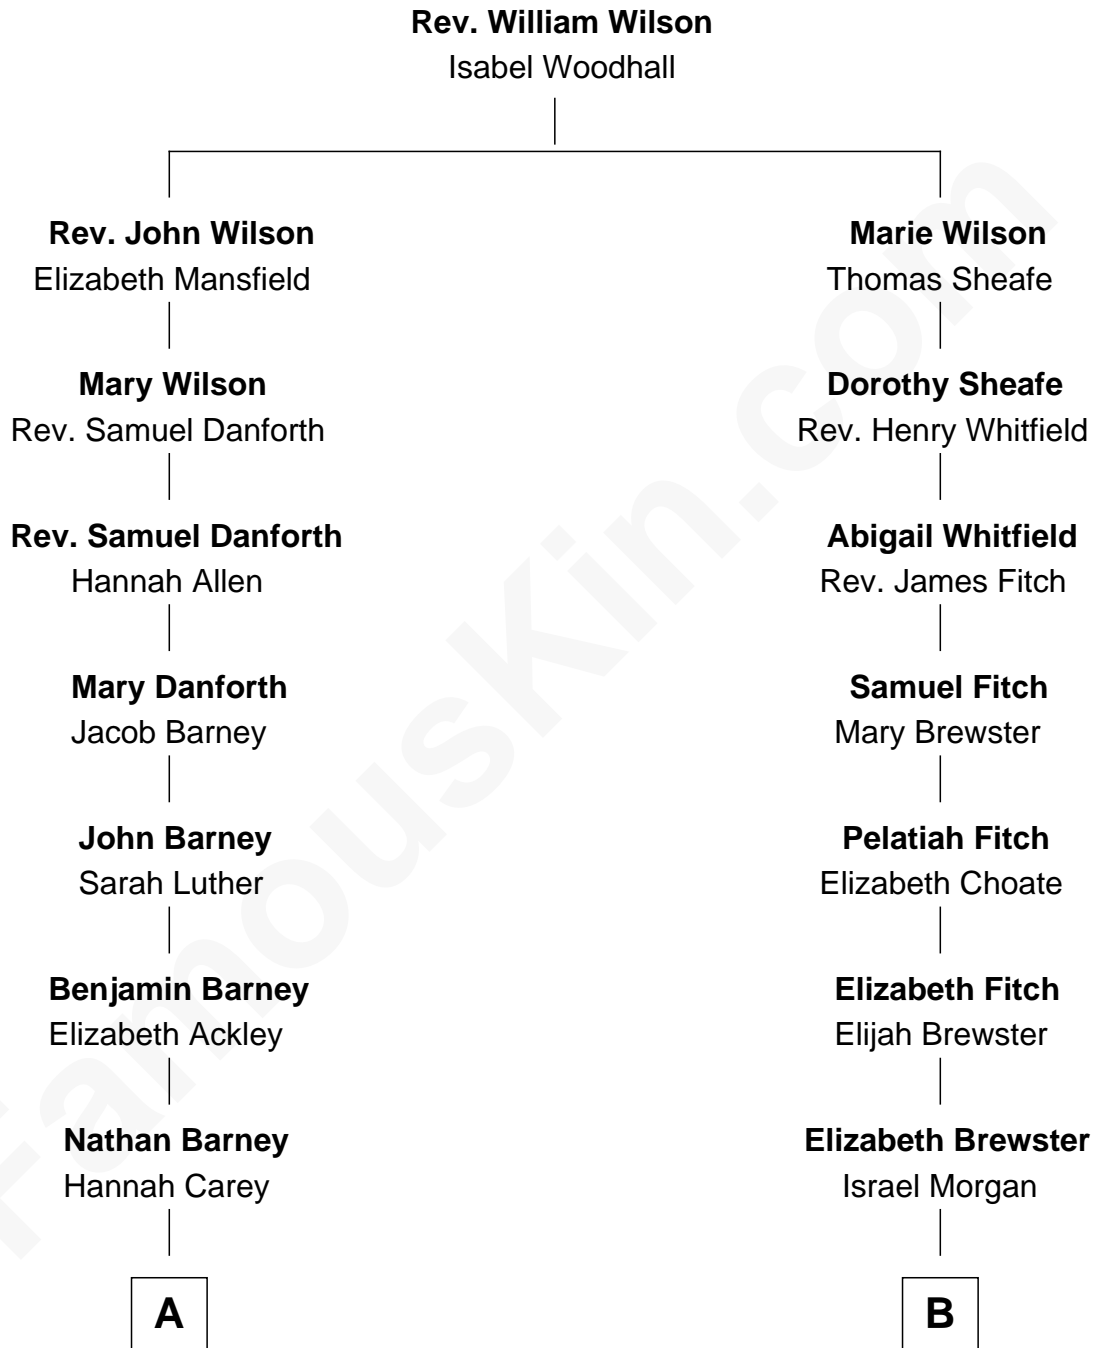 Rev. William Wilson
Isabel Woodhall
Rev. John Wilson
Elizabeth Mansfield
Marie Wilson
Thomas Sheafe
Mary Wilson
Rev. Samuel Danforth
Dorothy Sheafe
Rev. Henry Whitfield
Rev. Samuel Danforth
Hannah Allen
Abigail Whitfield
Rev. James Fitch
Mary Danforth
Jacob Barney
Samuel Fitch
Mary Brewster
John Barney
Sarah Luther
Pelatiah Fitch
Elizabeth Choate
Benjamin Barney
Elizabeth Ackley
Elizabeth Fitch
Elijah Brewster
Nathan Barney
Hannah Carey
Elizabeth Brewster
Israel Morgan
A
B
FamousKin.com